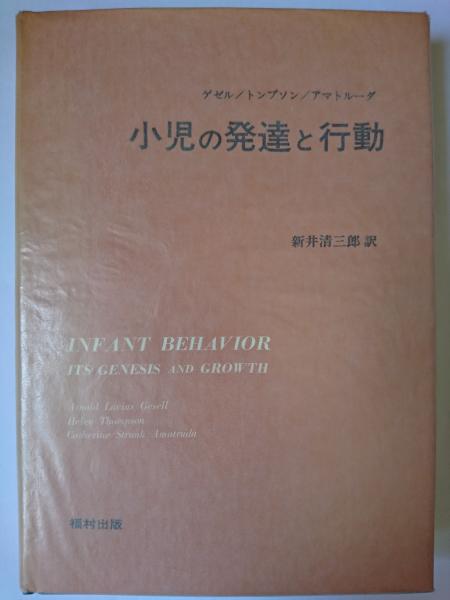 ゲゼル/トンプソン/アマトルーダ
小児の発達と行動
新井清三郎 訳
INFANT BEHAVIOR
ITS GENESIS AND GROWTH
Arnold Lucius Gesell
Helen Thompson
Catherine Strunk Amatruda
福村出版